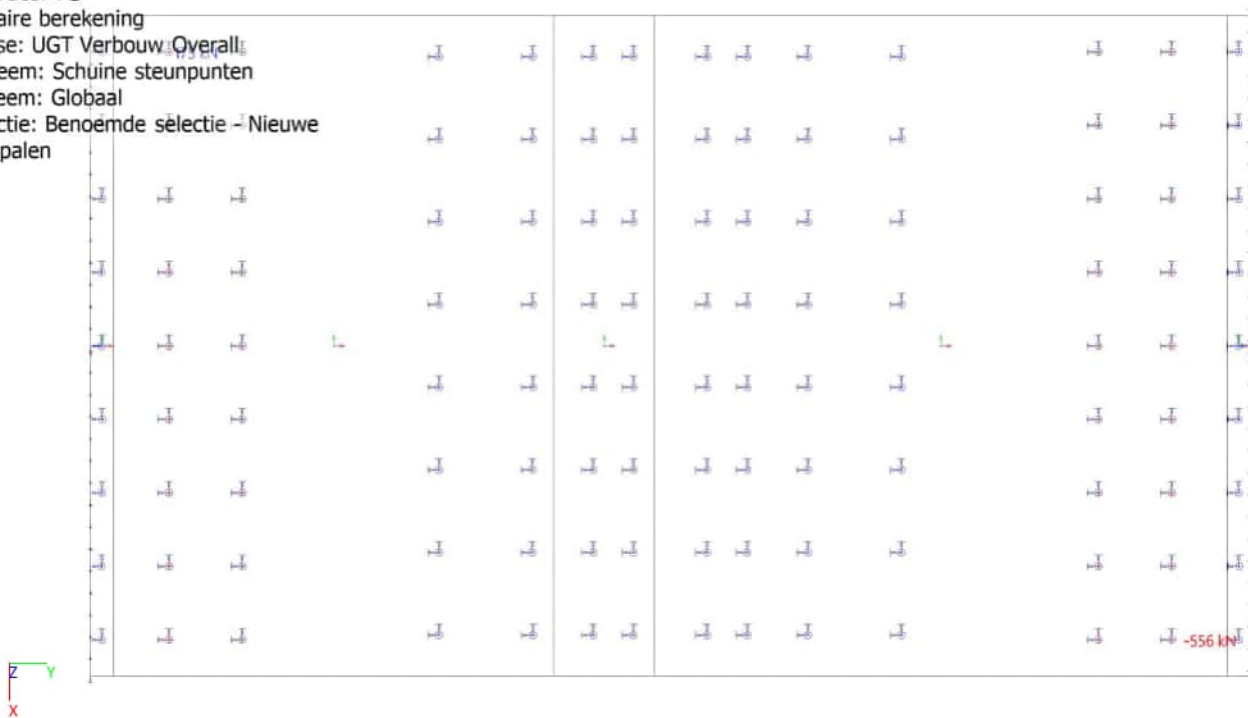 aire berekening
se: UGT Verbouw Overall
eem: Schuine steunpunten
eem: Globaal
ctie: Benoemde selectie - Nieuwe
palen
-556 kN
Z
Y
X